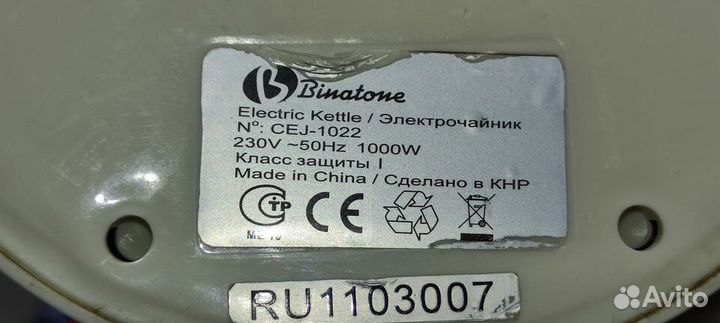 Binatone
Electric Kettle / Электрочайник
Nº: CEJ-1022
230V ~50Hz 1000W
Класс защиты I
Made in China / Сделано в КНР
CE
RU1103007
Avito